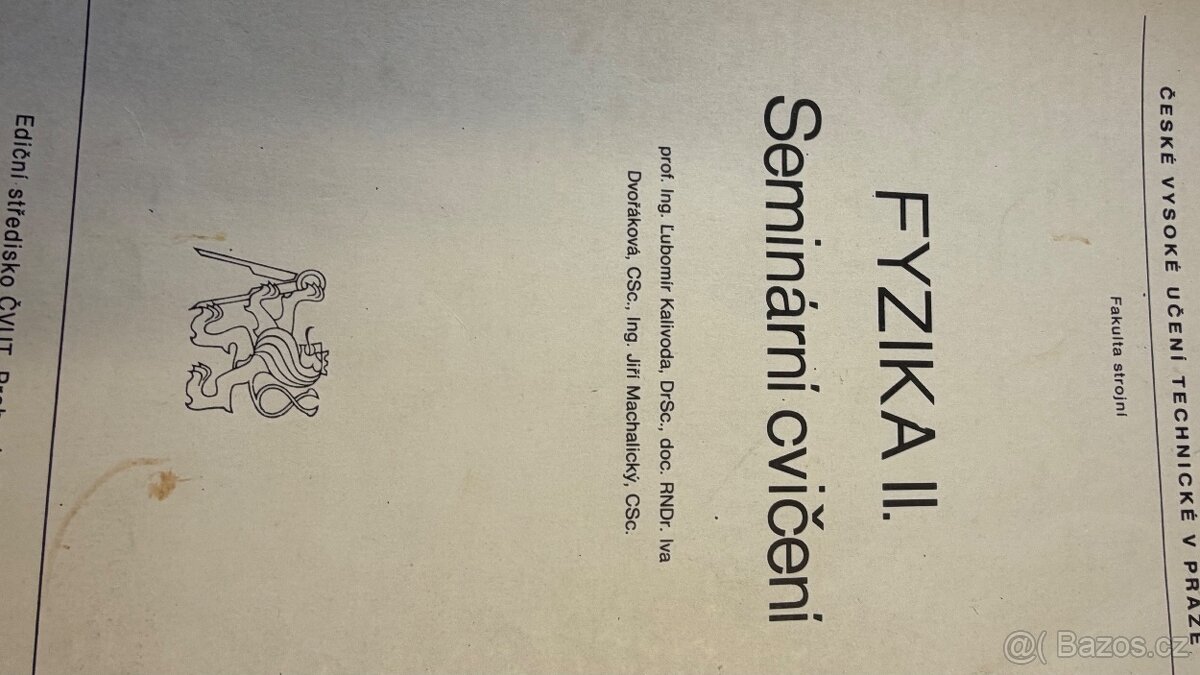 ČESKÉ VYSOKÉ UČENÍ TECHNICKÉ V PRAZE
Fakulta strojní
FYZIKA II.
Seminární cvičení
prof. Ing. Ľubomír Kalivoda, DrSc., doc. RNDr. Iva
Dvořáková, CSc., Ing. Jiří Machalický, CSc.
Ediční středisko ČVUT
@( Bazos.cz